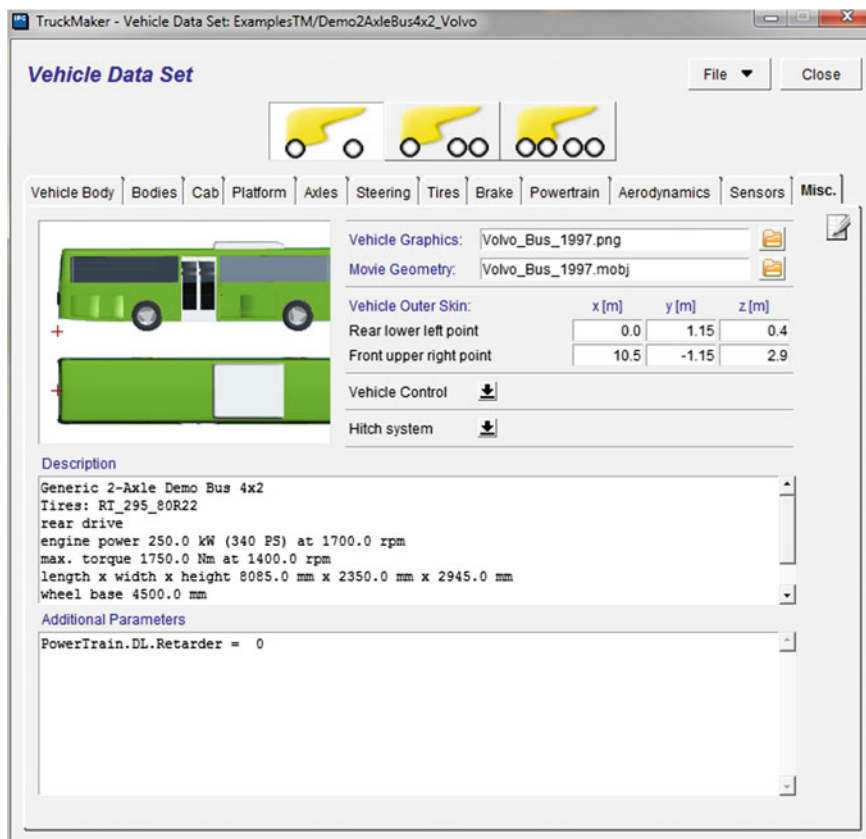 IPG TruckMaker - Vehicle Data Set: ExamplesTM/Demo2AxleBus4x2_Volvo
Vehicle Data Set
File Close
Vehicle Body Bodies Cab Platform Axles Steering Tires Brake Powertrain Aerodynamics Sensors Misc.
Vehicle Graphics: Volvo_Bus_1997.png
Movie Geometry: Volvo_Bus_1997.mobj
Vehicle Outer Skin: x [m] y [m] z [m]
Rear lower left point 0.0 1.15 0.4
Front upper right point 10.5 -1.15 2.9
Vehicle Control
Hitch system
Description
Generic 2-Axle Demo Bus 4x2
Tires: RT_295_80R22
rear drive
engine power 250.0 kW (340 PS) at 1700.0 rpm
max. torque 1750.0 Nm at 1400.0 rpm
length x width x height 8085.0 mm x 2350.0 mm x 2945.0 mm
wheel base 4500.0 mm
Additional Parameters
PowerTrain.DL.Retarder = 0